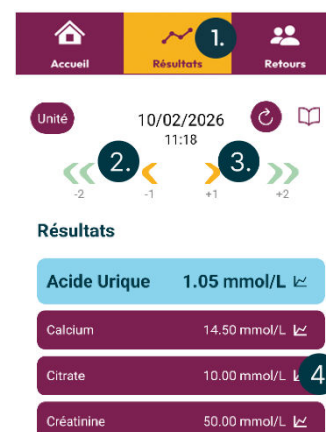 1.
Accueil Résultats Retours
Unité 10/02/2026
11:18
2. 3.
-2 -1 +1 +2
Résultats
Acide Urique 1.05 mmol/L
Calcium 14.50 mmol/L
Citrate 10.00 mmol/L 4
Créatinine 50.00 mmol/L